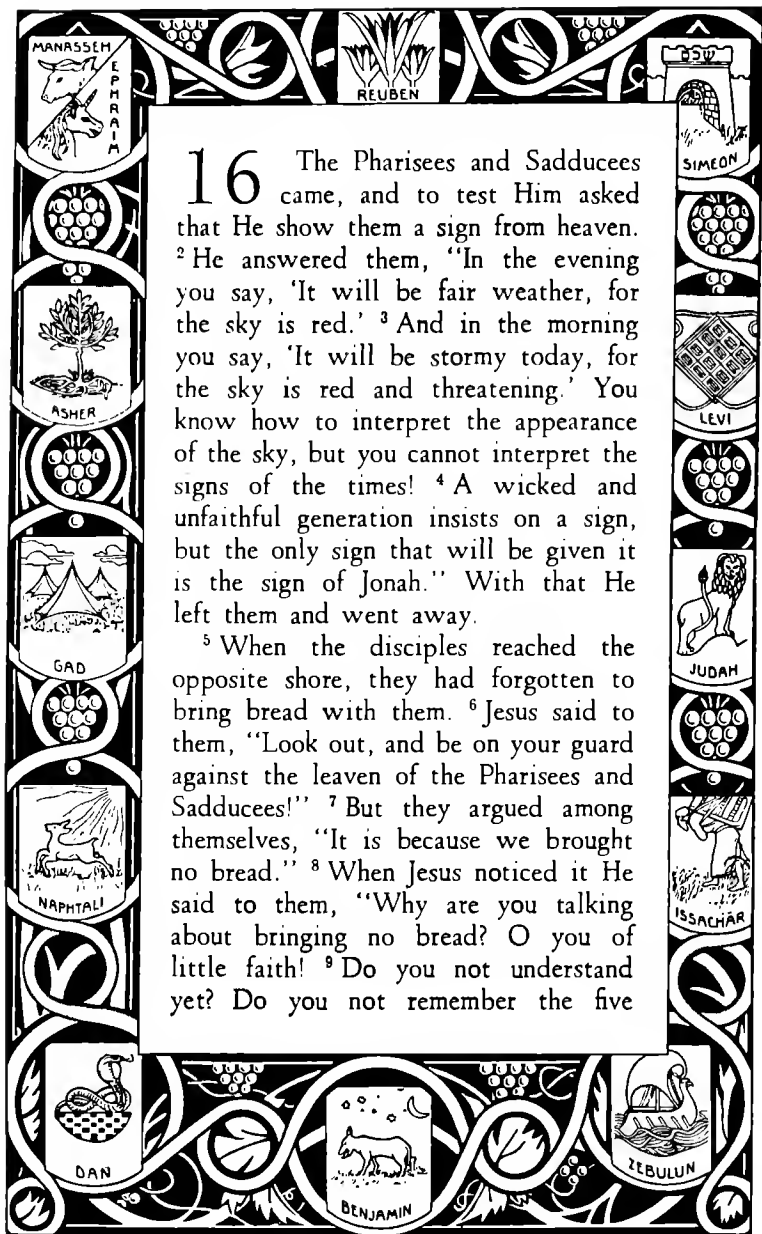 MANASSEH
EPHRAIM
REUBEN
שכם
SIMEON
16 The Pharisees and Sadducees
came, and to test Him asked
that He show them a sign from heaven.
² He answered them, “In the evening
you say, ‘It will be fair weather, for
the sky is red.’ ³ And in the morning
you say, ‘It will be stormy today, for
the sky is red and threatening.’ You
know how to interpret the appearance
of the sky, but you cannot interpret the
signs of the times! ⁴ A wicked and
unfaithful generation insists on a sign,
but the only sign that will be given it
is the sign of Jonah.” With that He
left them and went away.
⁵ When the disciples reached the
opposite shore, they had forgotten to
bring bread with them. ⁶ Jesus said to
them, “Look out, and be on your guard
against the leaven of the Pharisees and
Sadducees!” ⁷ But they argued among
themselves, “It is because we brought
no bread.” ⁸ When Jesus noticed it He
said to them, “Why are you talking
about bringing no bread? O you of
little faith! ⁹ Do you not understand
yet? Do you not remember the five
ASHER
LEVI
GAD
JUDAH
NAPHTALI
ISSACHAR
DAN
BENJAMIN
ZEBULUN